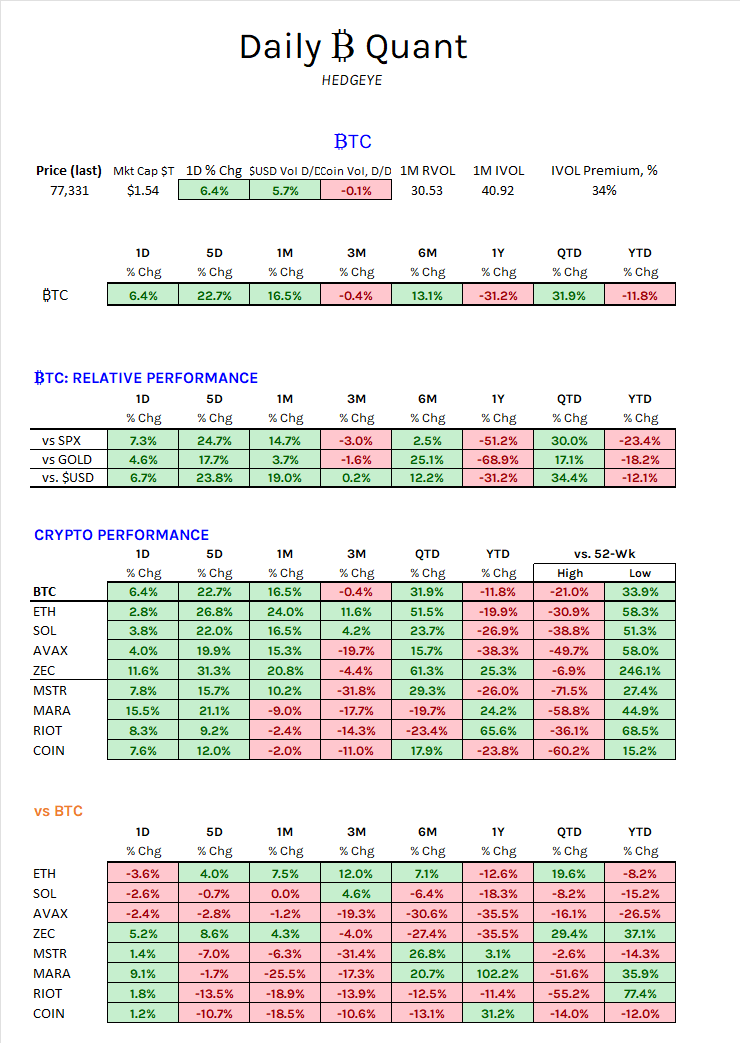 Daily ₿ Quant
HEDGEYE
₿TC
Price (last) Mkt Cap $T 1D % Chg $USD Vol D/D Coin Vol, D/D 1M RVOL 1M IVOL IVOL Premium, %
77,331 $1.54 6.4% 5.7% -0.1% 30.53 40.92 34%
1D 5D 1M 3M 6M 1Y QTD YTD
% Chg % Chg % Chg % Chg % Chg % Chg % Chg % Chg
₿TC 6.4% 22.7% 16.5% -0.4% 13.1% -31.2% 31.9% -11.8%
₿TC: RELATIVE PERFORMANCE
1D 5D 1M 3M 6M 1Y QTD YTD
% Chg % Chg % Chg % Chg % Chg % Chg % Chg % Chg
vs SPX 7.3% 24.7% 14.7% -3.0% 2.5% -51.2% 30.0% -23.4%
vs GOLD 4.6% 17.7% 3.7% -1.6% 25.1% -68.9% 17.1% -18.2%
vs. $USD 6.7% 23.8% 19.0% 0.2% 12.2% -31.2% 34.4% -12.1%
CRYPTO PERFORMANCE
1D 5D 1M 3M QTD YTD vs. 52-Wk
% Chg % Chg % Chg % Chg % Chg % Chg High Low
BTC 6.4% 22.7% 16.5% -0.4% 31.9% -11.8% -21.0% 33.9%
ETH 2.8% 26.8% 24.0% 11.6% 51.5% -19.9% -30.9% 58.3%
SOL 3.8% 22.0% 16.5% 4.2% 23.7% -26.9% -38.8% 51.3%
AVAX 4.0% 19.9% 15.3% -19.7% 15.7% -38.3% -49.7% 58.0%
ZEC 11.6% 31.3% 20.8% -4.4% 61.3% 25.3% -6.9% 246.1%
MSTR 7.8% 15.7% 10.2% -31.8% 29.3% -26.0% -71.5% 27.4%
MARA 15.5% 21.1% -9.0% -17.7% -19.7% 24.2% -58.8% 44.9%
RIOT 8.3% 9.2% -2.4% -14.3% -23.4% 65.6% -36.1% 68.5%
COIN 7.6% 12.0% -2.0% -11.0% 17.9% -23.8% -60.2% 15.2%
vs BTC
1D 5D 1M 3M 6M 1Y QTD YTD
% Chg % Chg % Chg % Chg % Chg % Chg % Chg % Chg
ETH -3.6% 4.0% 7.5% 12.0% 7.1% -12.6% 19.6% -8.2%
SOL -2.6% -0.7% 0.0% 4.6% -6.4% -18.3% -8.2% -15.2%
AVAX -2.4% -2.8% -1.2% -19.3% -30.6% -35.5% -16.1% -26.5%
ZEC 5.2% 8.6% 4.3% -4.0% -27.4% -35.5% 29.4% 37.1%
MSTR 1.4% -7.0% -6.3% -31.4% 26.8% 3.1% -2.6% -14.3%
MARA 9.1% -1.7% -25.5% -17.3% 20.7% 102.2% -51.6% 35.9%
RIOT 1.8% -13.5% -18.9% -13.9% -12.5% -11.4% -55.2% 77.4%
COIN 1.2% -10.7% -18.5% -10.6% -13.1% 31.2% -14.0% -12.0%